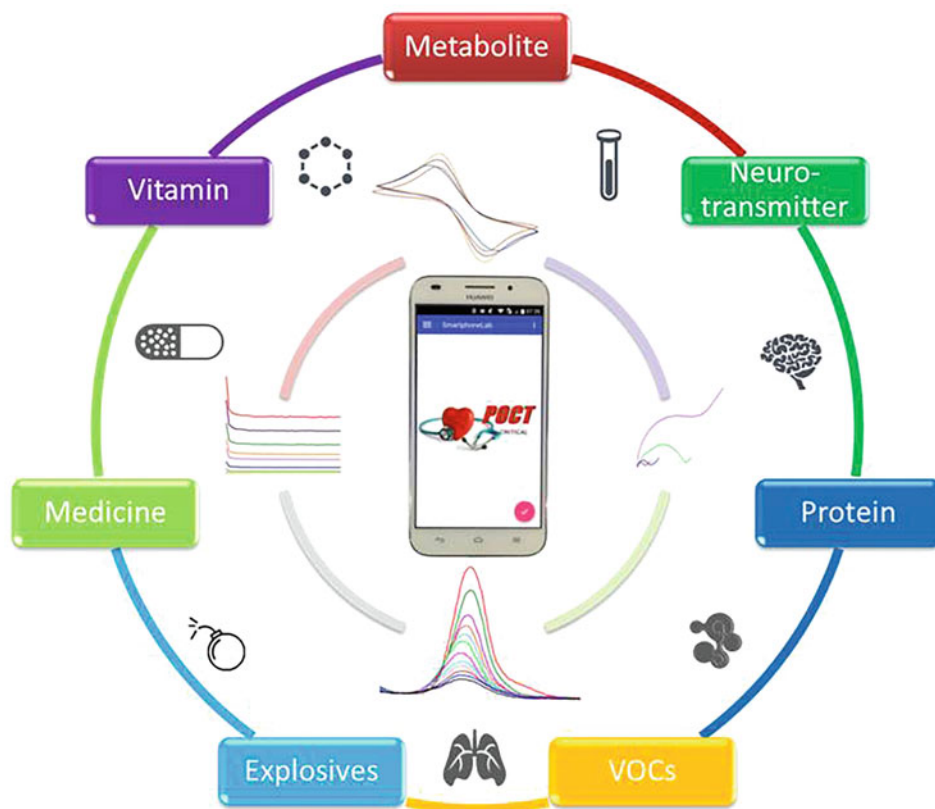 Metabolite
Vitamin
Neuro-
transmitter
HUAWEI
SmartphoneLab
POCT
Medicine
Protein
Explosives
VOCs